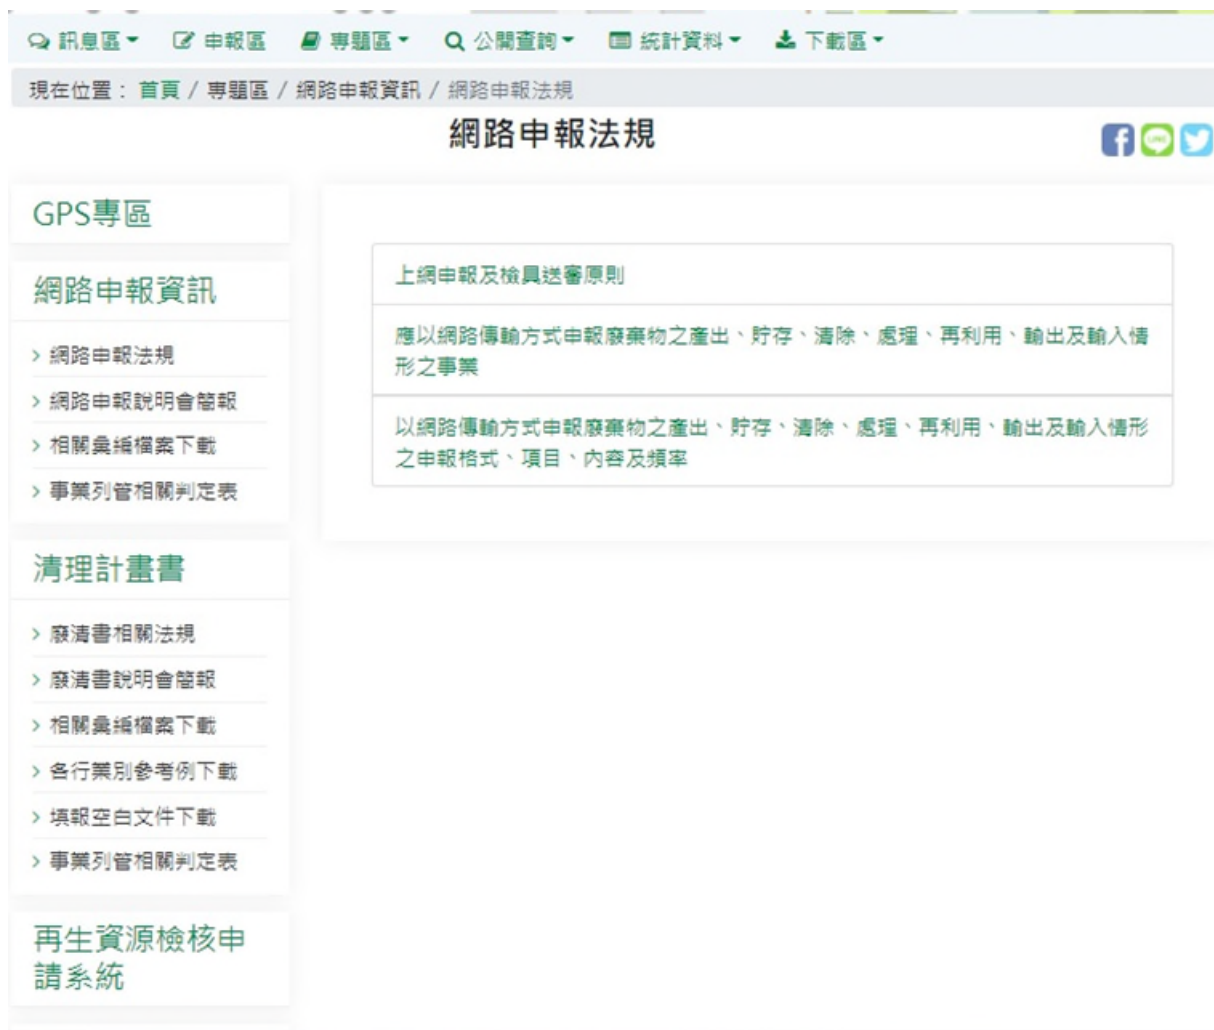 訊息區 申報區 專題區 公開查詢 統計資料 下載區
現在位置： 首頁 / 專題區 / 網路申報資訊 / 網路申報法規
網路申報法規
GPS專區
網路申報資訊
網路申報法規
網路申報說明會簡報
相關彙編檔案下載
事業列管相關判定表
清理計畫書
廢清書相關法規
廢清書說明會簡報
相關彙編檔案下載
各行業別參考例下載
填報空白文件下載
事業列管相關判定表
再生資源檢核申
請系統
上網申報及檢具送審原則
應以網路傳輸方式申報廢棄物之產出、貯存、清除、處理、再利用、輸出及輸入情
形之事業
以網路傳輸方式申報廢棄物之產出、貯存、清除、處理、再利用、輸出及輸入情形
之申報格式、項目、內容及頻率